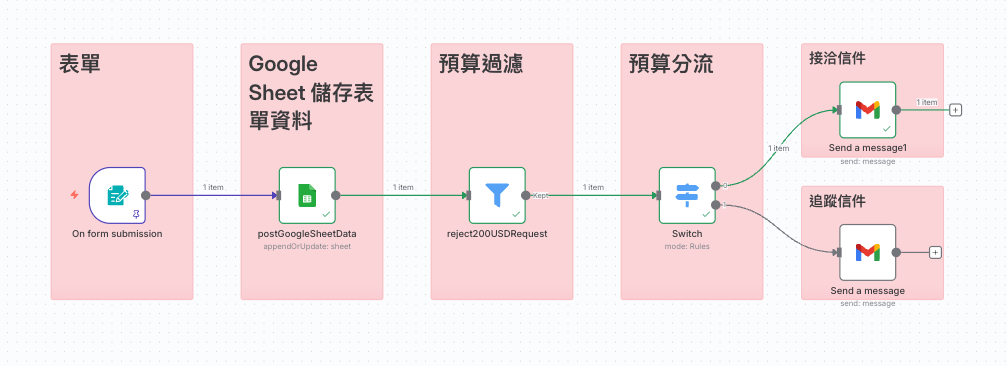 表單
Google
Sheet 儲存表
單資料
預算過濾
預算分流
接洽信件
1 item
Send a message1
send: message
追蹤信件
1 item
1 item
Kept
1 item
0
1 item
1
On form submission
postGoogleSheetData
appendOrUpdate: sheet
reject200USDRequest
Switch
mode: Rules
Send a message
send: message